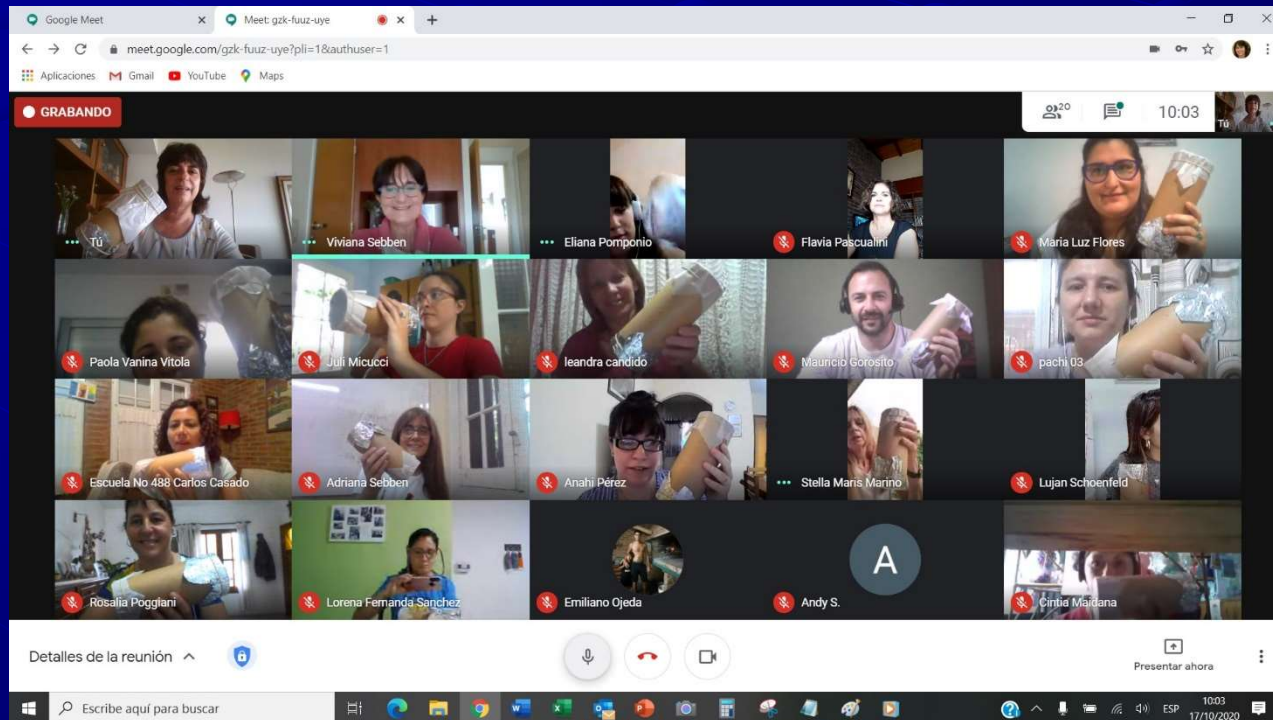 Google Meet
Meet: gzk-fuuz-uye
meet.google.com/gzk-fuuz-uye?pli=1&authuser=1
Aplicaciones Gmail YouTube Maps
GRABANDO
20 10:03 Tú
Tú Viviana Sebben Eliana Pomponio Flavia Pascualini Maria Luz Flores
Paola Vanina Vitola Juli Micucci leandra candido Mauricio Gorosito pachi 03
Escuela No 488 Carlos Casado Adriana Sebben Anahi Pérez Stella Maris Marino Lujan Schoenfeld
A
Rosalia Poggiani Lorena Fernanda Sanchez Emiliano Ojeda Andy S. Cintia Maidana
Detalles de la reunión
Presentar ahora
Escribe aquí para buscar
ESP
10:03
17/10/2020